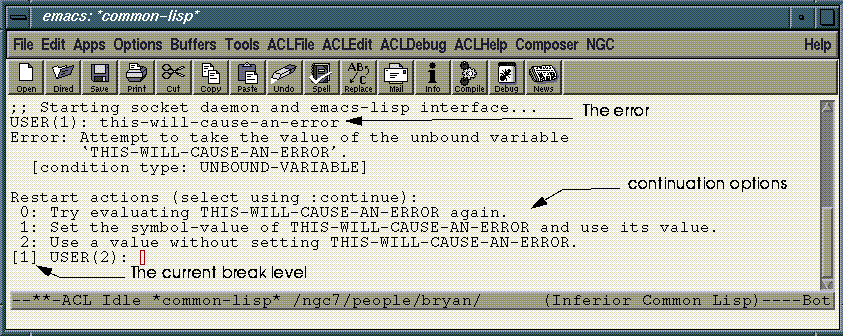 emacs: *common-lisp*
File Edit Apps Options Buffers Tools ACLFile ACLEdit ACLDebug ACLHelp Composer NGC Help
Open Dired Save Print Cut Copy Paste Undo Spell Replace Mail Info Compile Debug News
;; Starting socket daemon and emacs-lisp interface...
The error
USER(1): this-will-cause-an-error
Error: Attempt to take the value of the unbound variable
`THIS-WILL-CAUSE-AN-ERROR'.
[condition type: UNBOUND-VARIABLE]
continuation options
Restart actions (select using :continue):
0: Try evaluating THIS-WILL-CAUSE-AN-ERROR again.
1: Set the symbol-value of THIS-WILL-CAUSE-AN-ERROR and use its value.
2: Use a value without setting THIS-WILL-CAUSE-AN-ERROR.
[1] USER(2):
The current break level
--**-ACL Idle *common-lisp* /ngc7/people/bryan/ (Inferior Common Lisp)----Bot